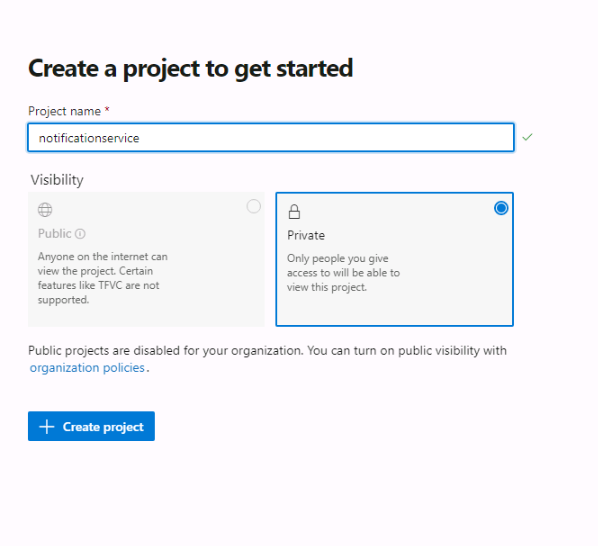 Create a project to get started
Project name *
notificationservice
Visibility
Public
Anyone on the internet can
view the project. Certain
features like TFVC are not
supported.
Private
Only people you give
access to will be able to
view this project.
Public projects are disabled for your organization. You can turn on public visibility with
organization policies.
+ Create project